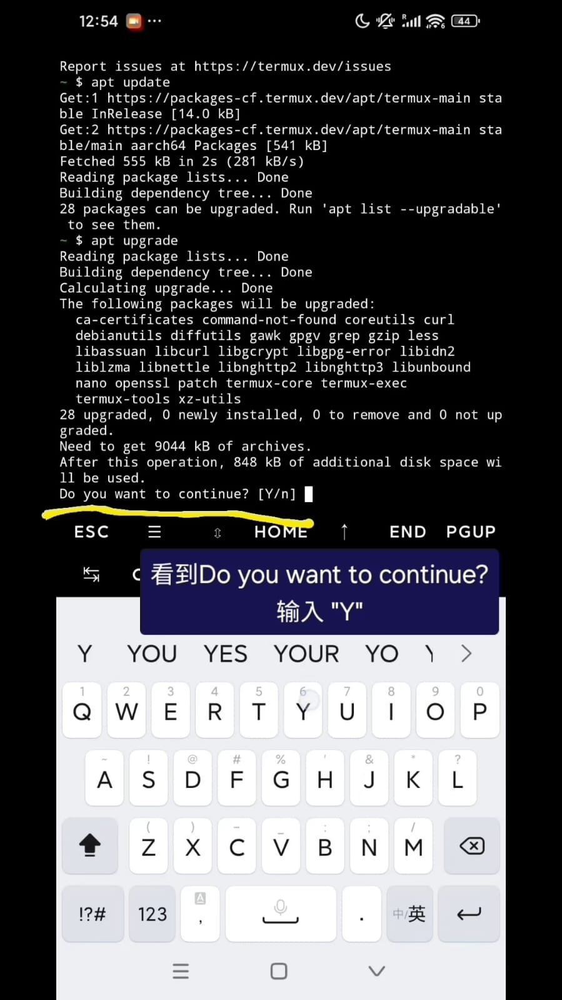 12:54 ··· R 6 44
Report issues at https://termux.dev/issues
~ $ apt update
Get:1 https://packages-cf.termux.dev/apt/termux-main sta
ble InRelease [14.0 kB]
Get:2 https://packages-cf.termux.dev/apt/termux-main sta
ble/main aarch64 Packages [541 kB]
Fetched 555 kB in 2s (281 kB/s)
Reading package lists... Done
Building dependency tree... Done
28 packages can be upgraded. Run 'apt list --upgradable'
 to see them.
~ $ apt upgrade
Reading package lists... Done
Building dependency tree... Done
Calculating upgrade... Done
The following packages will be upgraded:
  ca-certificates command-not-found coreutils curl
  debianutils diffutils gawk gpgv grep gzip less
  libassuan libcurl libgcrypt libgpg-error libidn2
  liblzma libnettle libnghttp2 libnghttp3 libunbound
  nano openssl patch termux-core termux-exec
  termux-tools xz-utils
28 upgraded, 0 newly installed, 0 to remove and 0 not up
graded.
Need to get 9044 kB of archives.
After this operation, 848 kB of additional disk space wi
ll be used.
Do you want to continue? [Y/n]
ESC ☰ ⇳ HOME ↑ END PGUP
↹
看到Do you want to continue?
输入 "Y"
Y YOU YES YOUR YO >
1 2 3 4 5 6 7 8 9 0
Q W E R T Y U I O P
~ ! @ # % ' & * ?
A S D F G H J K L
( ) - _ : ; /
Z X C V B N M
!?# 123 , . 中/英